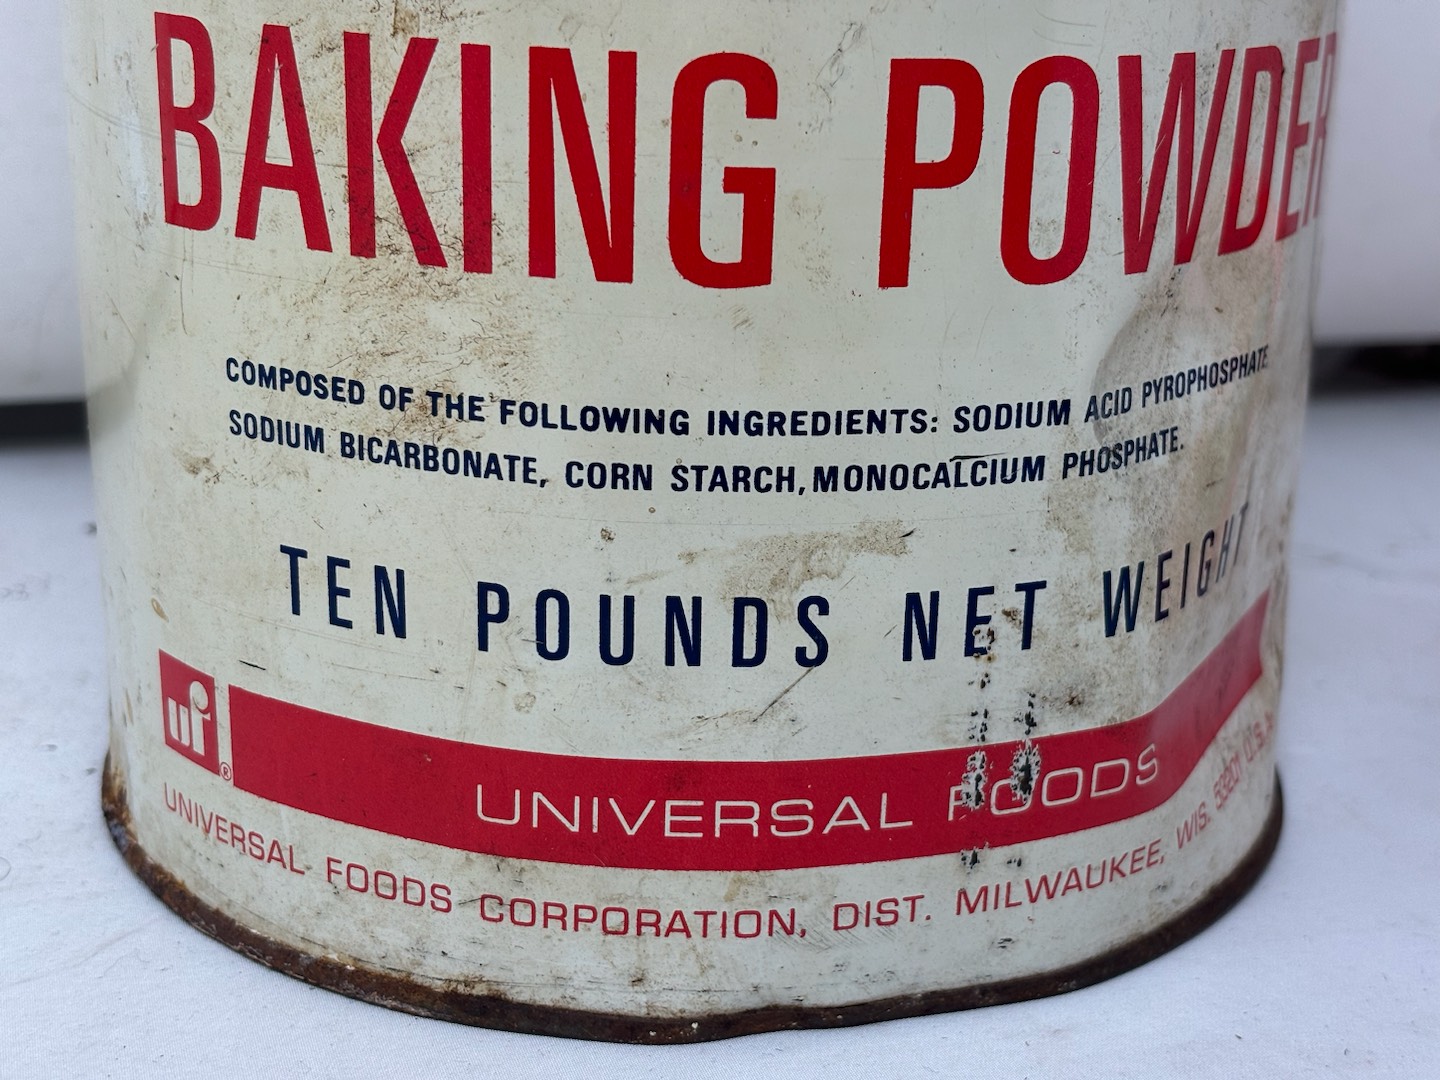 BAKING POWDER
COMPOSED OF THE FOLLOWING INGREDIENTS: SODIUM ACID PYROPHOSPHATE
SODIUM BICARBONATE, CORN STARCH, MONOCALCIUM PHOSPHATE.
TEN POUNDS NET WEIGHT
uf ®
UNIVERSAL FOODS
UNIVERSAL FOODS CORPORATION, DIST. MILWAUKEE, WIS. 53201 U.S.A.